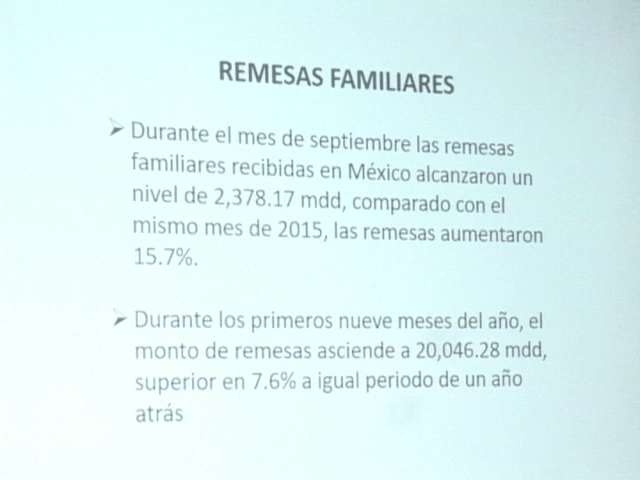 REMESAS FAMILIARES
➢ Durante el mes de septiembre las remesas
familiares recibidas en México alcanzaron un
nivel de 2,378.17 mdd, comparado con el
mismo mes de 2015, las remesas aumentaron
15.7%.
➢ Durante los primeros nueve meses del año, el
monto de remesas asciende a 20,046.28 mdd,
superior en 7.6% a igual periodo de un año
atrás